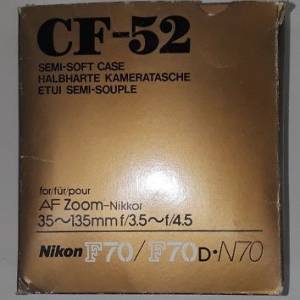 CF-52
SEMI-SOFT CASE
HALBHARTE KAMERATASCHE
ETUI SEMI-SOUPLE
for/für/pour
AF Zoom-Nikkor
35~135mm f/3.5~f/4.5
Nikon F70/F70D·N70